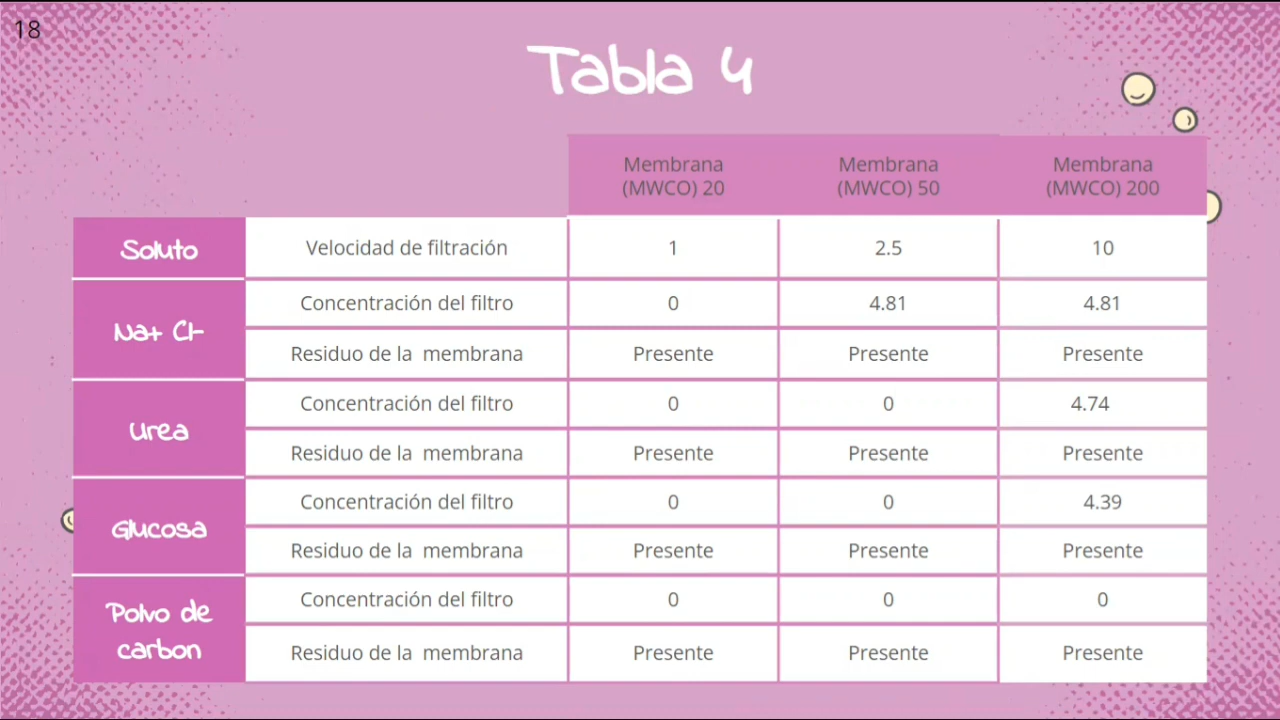 18
Tabla 4
Membrana
(MWCO) 20
Membrana
(MWCO) 50
Membrana
(MWCO) 200
Soluto
Velocidad de filtración
1
2.5
10
Na+ Cl-
Concentración del filtro
0
4.81
4.81
Residuo de la membrana
Presente
Presente
Presente
Urea
Concentración del filtro
0
0
4.74
Residuo de la membrana
Presente
Presente
Presente
Glucosa
Concentración del filtro
0
0
4.39
Residuo de la membrana
Presente
Presente
Presente
Polvo de
carbon
Concentración del filtro
0
0
0
Residuo de la membrana
Presente
Presente
Presente